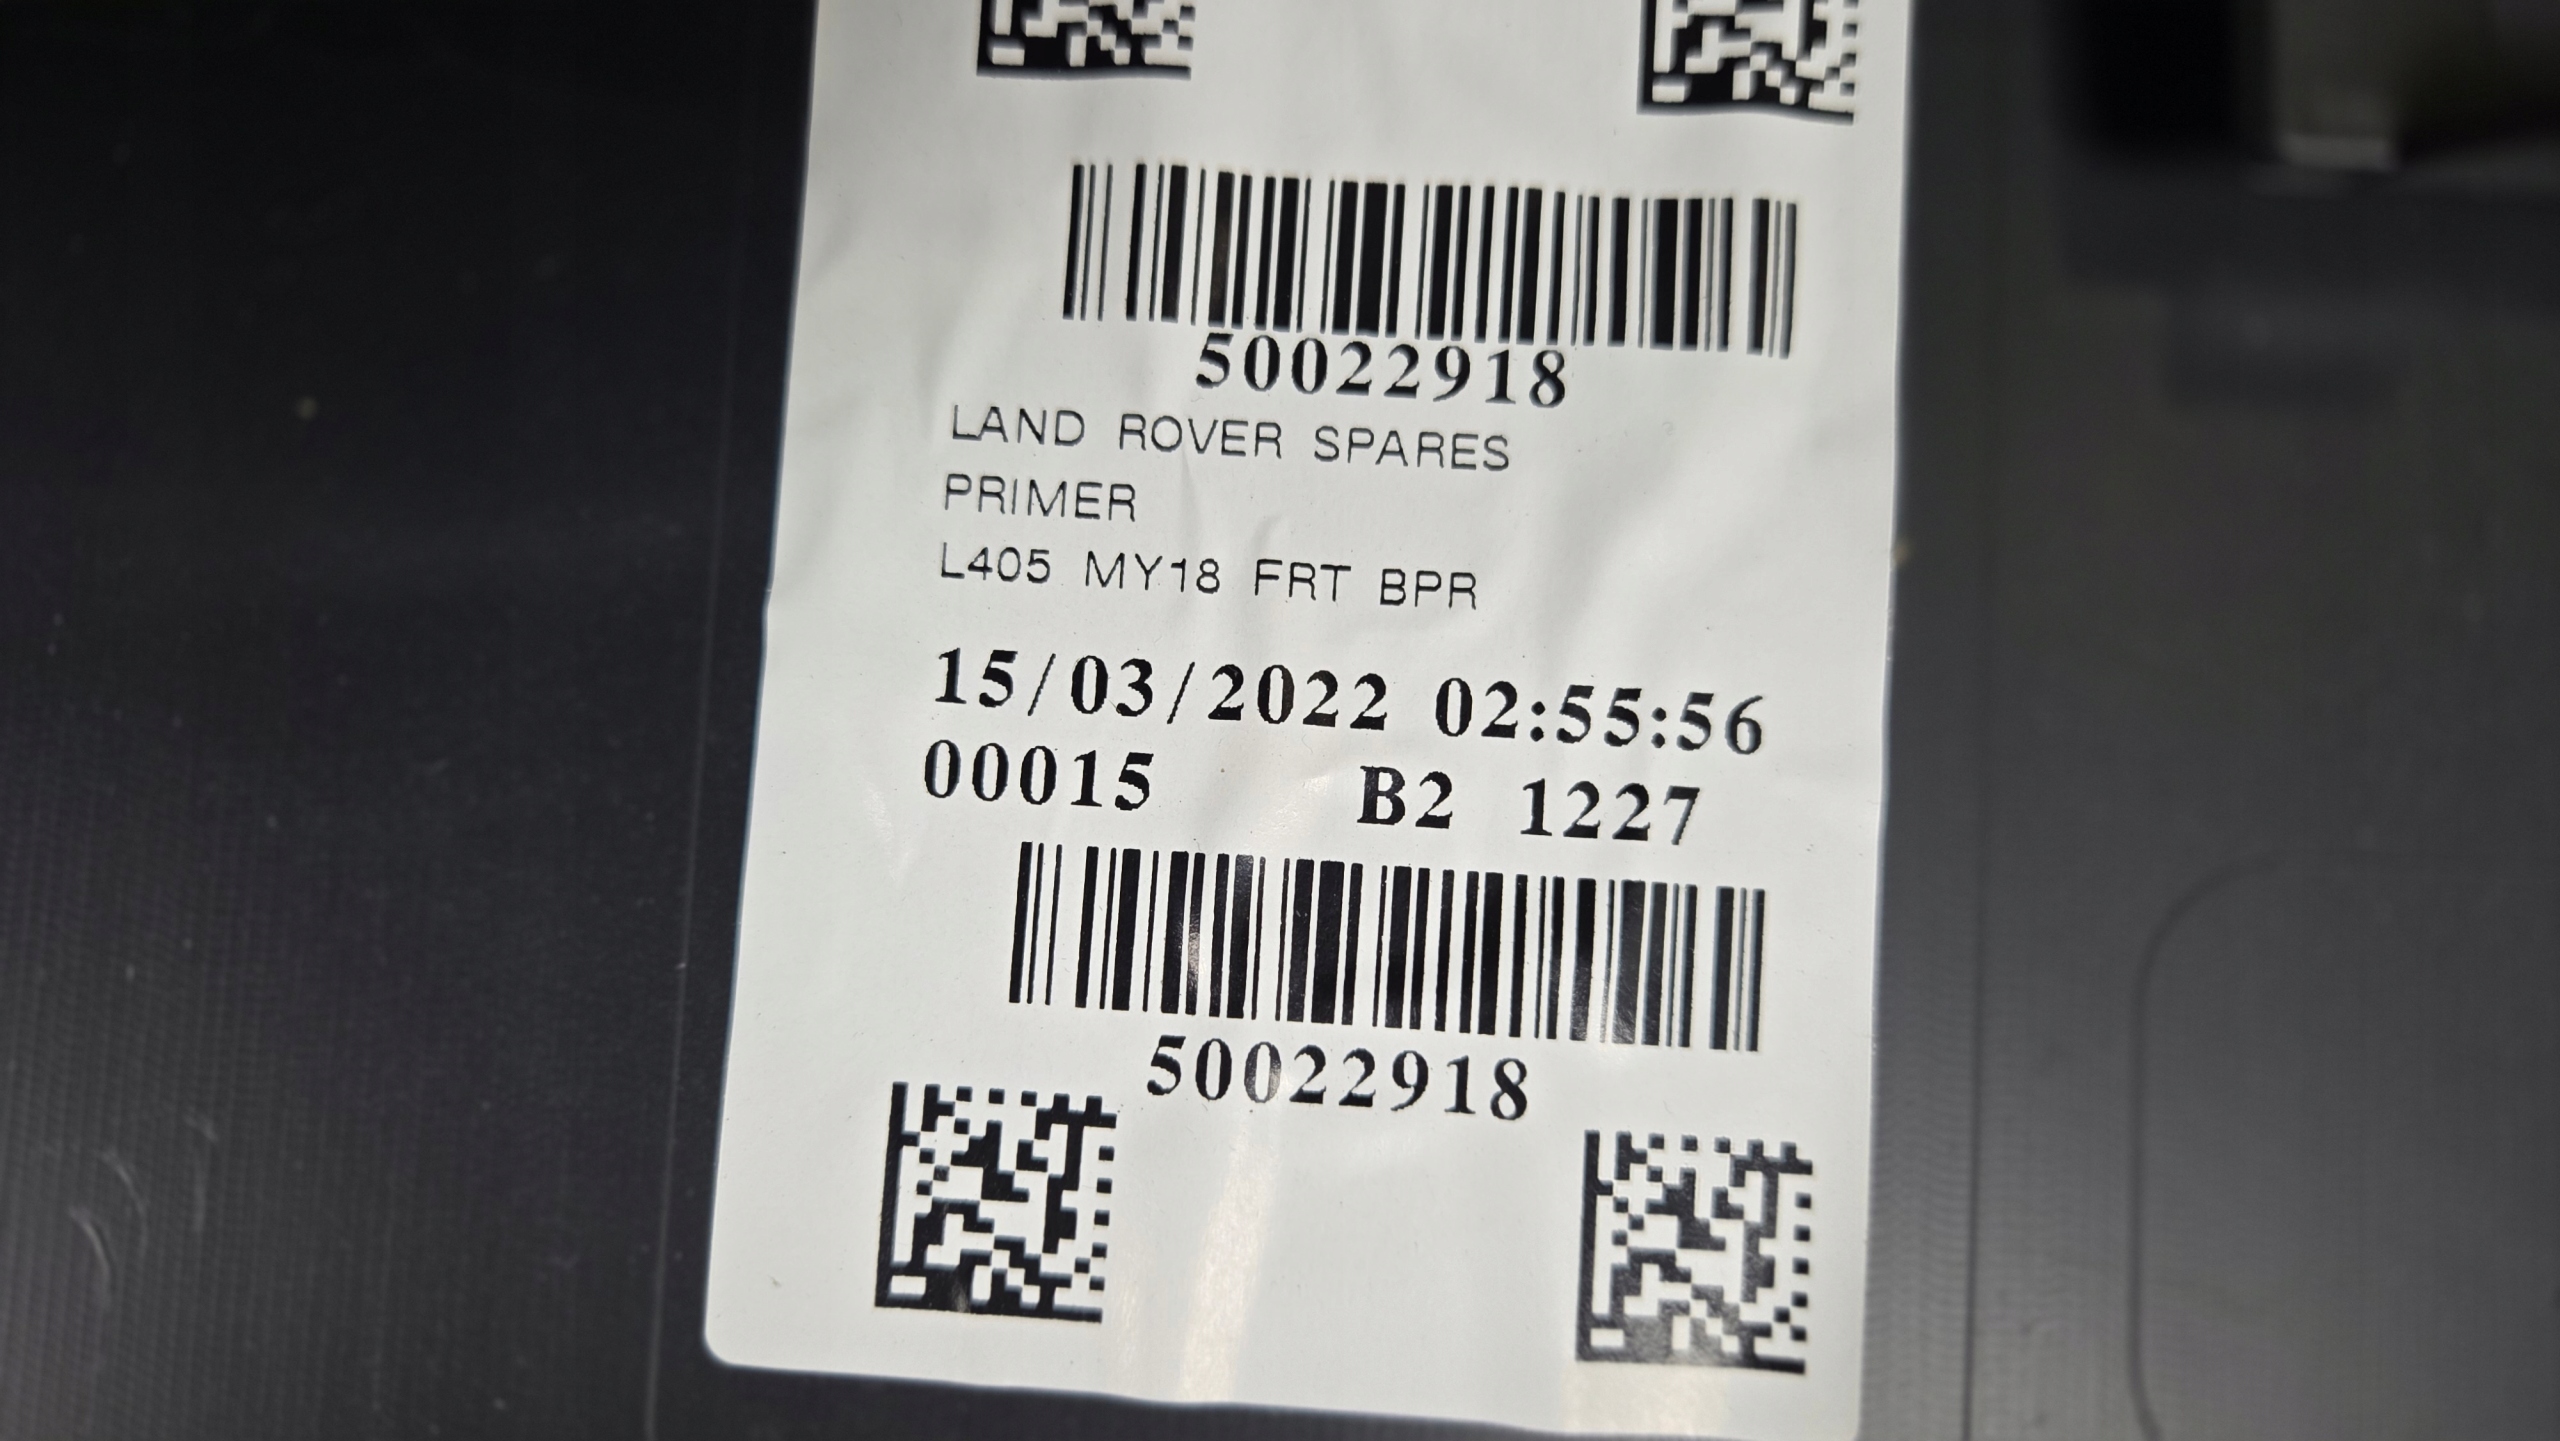 50022918
LAND ROVER SPARES
PRIMER
L405 MY18 FRT BPR
15/03/2022 02:55:56
00015 B2 1227
50022918